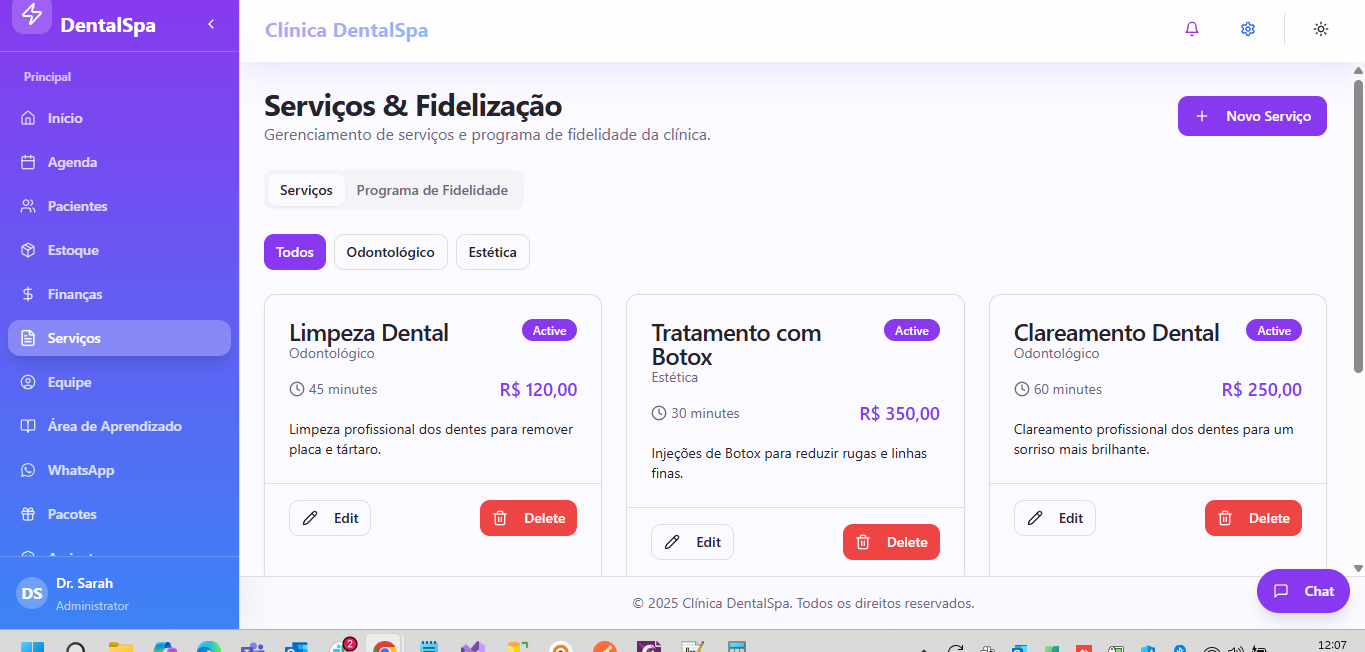 DentalSpa
Principal
Início
Agenda
Pacientes
Estoque
Finanças
Serviços
Equipe
Área de Aprendizado
WhatsApp
Pacotes
DS
Dr. Sarah
Administrator
Clínica DentalSpa
Serviços & Fidelização
Gerenciamento de serviços e programa de fidelidade da clínica.
Novo Serviço
Serviços Programa de Fidelidade
Todos Odontológico Estética
Limpeza Dental Active
Odontológico
45 minutes R$ 120,00
Limpeza profissional dos dentes para remover
placa e tártaro.
Edit Delete
Tratamento com Active
Botox
Estética
30 minutes R$ 350,00
Injeções de Botox para reduzir rugas e linhas
finas.
Edit Delete
Clareamento Dental Active
Odontológico
60 minutes R$ 250,00
Clareamento profissional dos dentes para um
sorriso mais brilhante.
Edit Delete
© 2025 Clínica DentalSpa. Todos os direitos reservados.
Chat
2
12:07